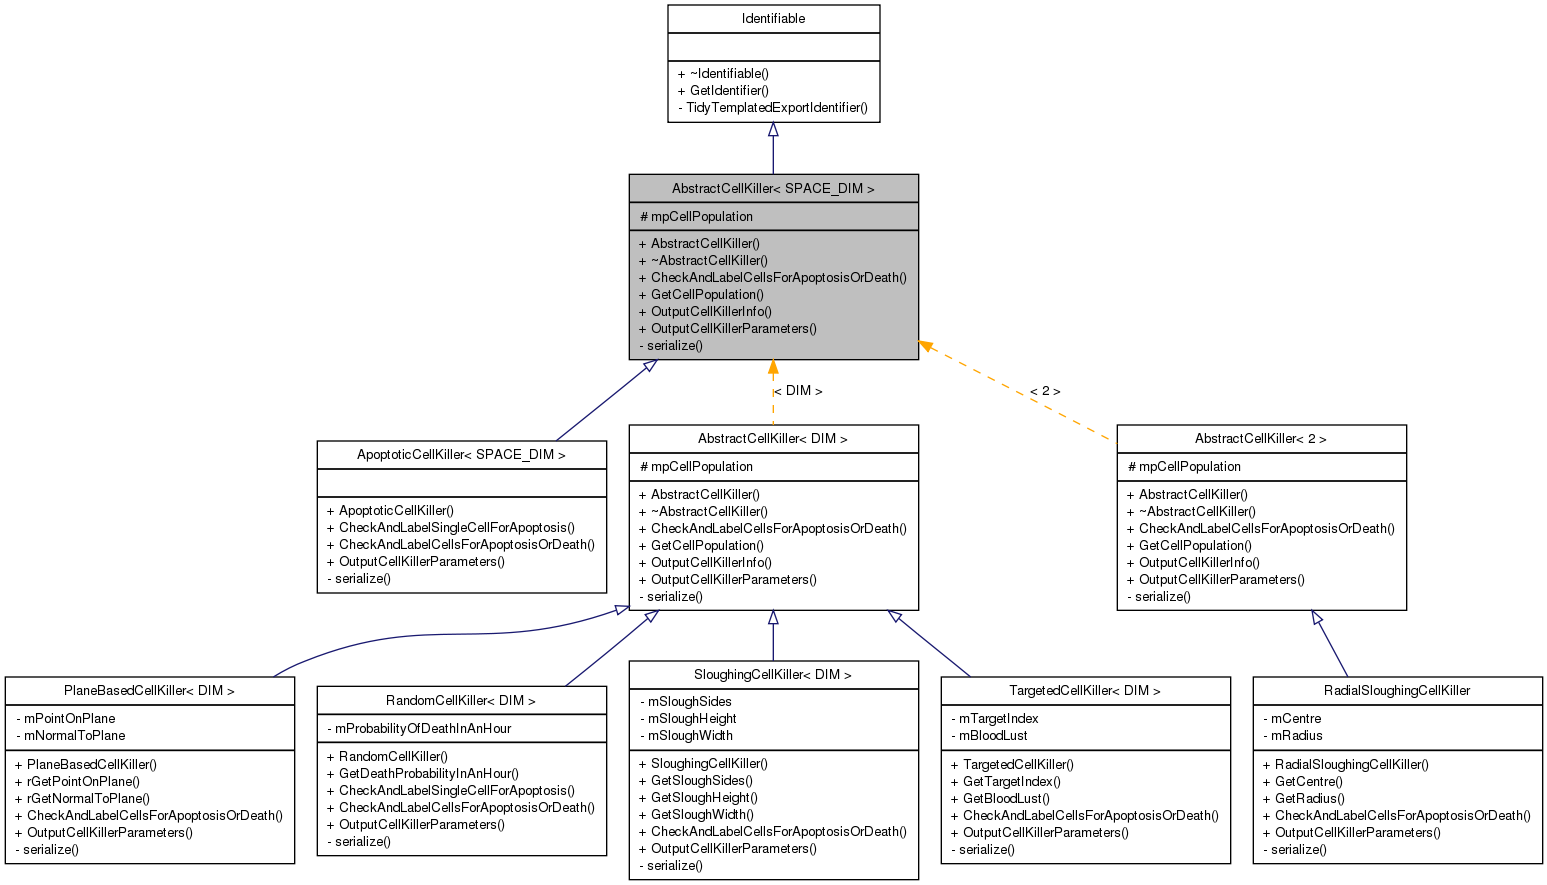 Identifiable
+ ~Identifiable()
+ GetIdentifier()
- TidyTemplatedExportIdentifier()
AbstractCellKiller< SPACE_DIM >
# mpCellPopulation
+ AbstractCellKiller()
+ ~AbstractCellKiller()
+ CheckAndLabelCellsForApoptosisOrDeath()
+ GetCellPopulation()
+ OutputCellKillerInfo()
+ OutputCellKillerParameters()
- serialize()
< DIM >
< 2 >
ApoptoticCellKiller< SPACE_DIM >
+ ApoptoticCellKiller()
+ CheckAndLabelSingleCellForApoptosis()
+ CheckAndLabelCellsForApoptosisOrDeath()
+ OutputCellKillerParameters()
- serialize()
AbstractCellKiller< DIM >
# mpCellPopulation
+ AbstractCellKiller()
+ ~AbstractCellKiller()
+ CheckAndLabelCellsForApoptosisOrDeath()
+ GetCellPopulation()
+ OutputCellKillerInfo()
+ OutputCellKillerParameters()
- serialize()
AbstractCellKiller< 2 >
# mpCellPopulation
+ AbstractCellKiller()
+ ~AbstractCellKiller()
+ CheckAndLabelCellsForApoptosisOrDeath()
+ GetCellPopulation()
+ OutputCellKillerInfo()
+ OutputCellKillerParameters()
- serialize()
PlaneBasedCellKiller< DIM >
- mPointOnPlane
- mNormalToPlane
+ PlaneBasedCellKiller()
+ rGetPointOnPlane()
+ rGetNormalToPlane()
+ CheckAndLabelCellsForApoptosisOrDeath()
+ OutputCellKillerParameters()
- serialize()
RandomCellKiller< DIM >
- mProbabilityOfDeathInAnHour
+ RandomCellKiller()
+ GetDeathProbabilityInAnHour()
+ CheckAndLabelSingleCellForApoptosis()
+ CheckAndLabelCellsForApoptosisOrDeath()
+ OutputCellKillerParameters()
- serialize()
SloughingCellKiller< DIM >
- mSloughSides
- mSloughHeight
- mSloughWidth
+ SloughingCellKiller()
+ GetSloughSides()
+ GetSloughHeight()
+ GetSloughWidth()
+ CheckAndLabelCellsForApoptosisOrDeath()
+ OutputCellKillerParameters()
- serialize()
TargetedCellKiller< DIM >
- mTargetIndex
- mBloodLust
+ TargetedCellKiller()
+ GetTargetIndex()
+ GetBloodLust()
+ CheckAndLabelCellsForApoptosisOrDeath()
+ OutputCellKillerParameters()
- serialize()
RadialSloughingCellKiller
- mCentre
- mRadius
+ RadialSloughingCellKiller()
+ GetCentre()
+ GetRadius()
+ CheckAndLabelCellsForApoptosisOrDeath()
+ OutputCellKillerParameters()
- serialize()